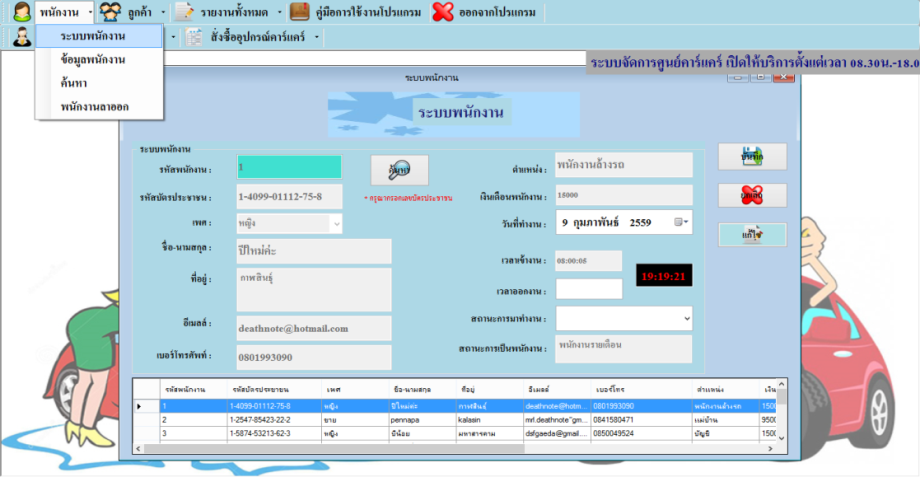 พนักงาน ลูกค้า รายงานทั้งหมด คู่มือการใช้งานโปรแกรม ออกจากโปรแกรม
ระบบพนักงาน สั่งซื้ออุปกรณ์คาร์แคร์
ข้อมูลพนักงาน
ค้นหา
พนักงานลาออก
ระบบจัดการศูนย์คาร์แคร์ เปิดให้บริการตั้งแต่เวลา 08.30น.-18.0
ระบบพนักงาน
ระบบพนักงาน
ระบบพนักงาน
รหัสพนักงาน : 1 ค้นหา ตำแหน่ง : พนักงานล้างรถ
รหัสบัตรประชาชน : 1-4099-01112-75-8 * กรุณากรอกเลขบัตรประชาชน เงินเดือนพนักงาน : 15000
เพศ : หญิง วันที่ทำงาน : 9 กุมภาพันธ์ 2559 แก้ไข
ชื่อ-นามสกุล : ปีใหม่ค่ะ
เวลาเข้างาน : 08:00:05
ที่อยู่ : กาฬสินธุ์ 19:19:21
เวลาออกงาน :
อีเมลล์ : deathnote@hotmail.com สถานะการมาทำงาน :
เบอร์โทรศัพท์ : 0801993090 สถานะการเป็นพนักงาน : พนักงานรายเดือน
รหัสพนักงาน รหัสบัตรประชาชน เพศ ชื่อ-นามสกุล ที่อยู่ อีเมลล์ เบอร์โทร ตำแหน่ง เงิน
1 1-4099-01112-75-8 หญิง ปีใหม่ค่ะ กาฬสินธุ์ deathnote@hotm... 0801993090 พนักงานล้างรถ 1500
2 1-2547-85423-22-2 ชาย pennapa kalasin mrf.deathnote"gm... 0841580471 แม่บ้าน 9500
3 1-5874-53213-62-3 หญิง มีน้อย มหาสารคาม dsfgaeda@gmail.... 0850049524 บัญชี 1500